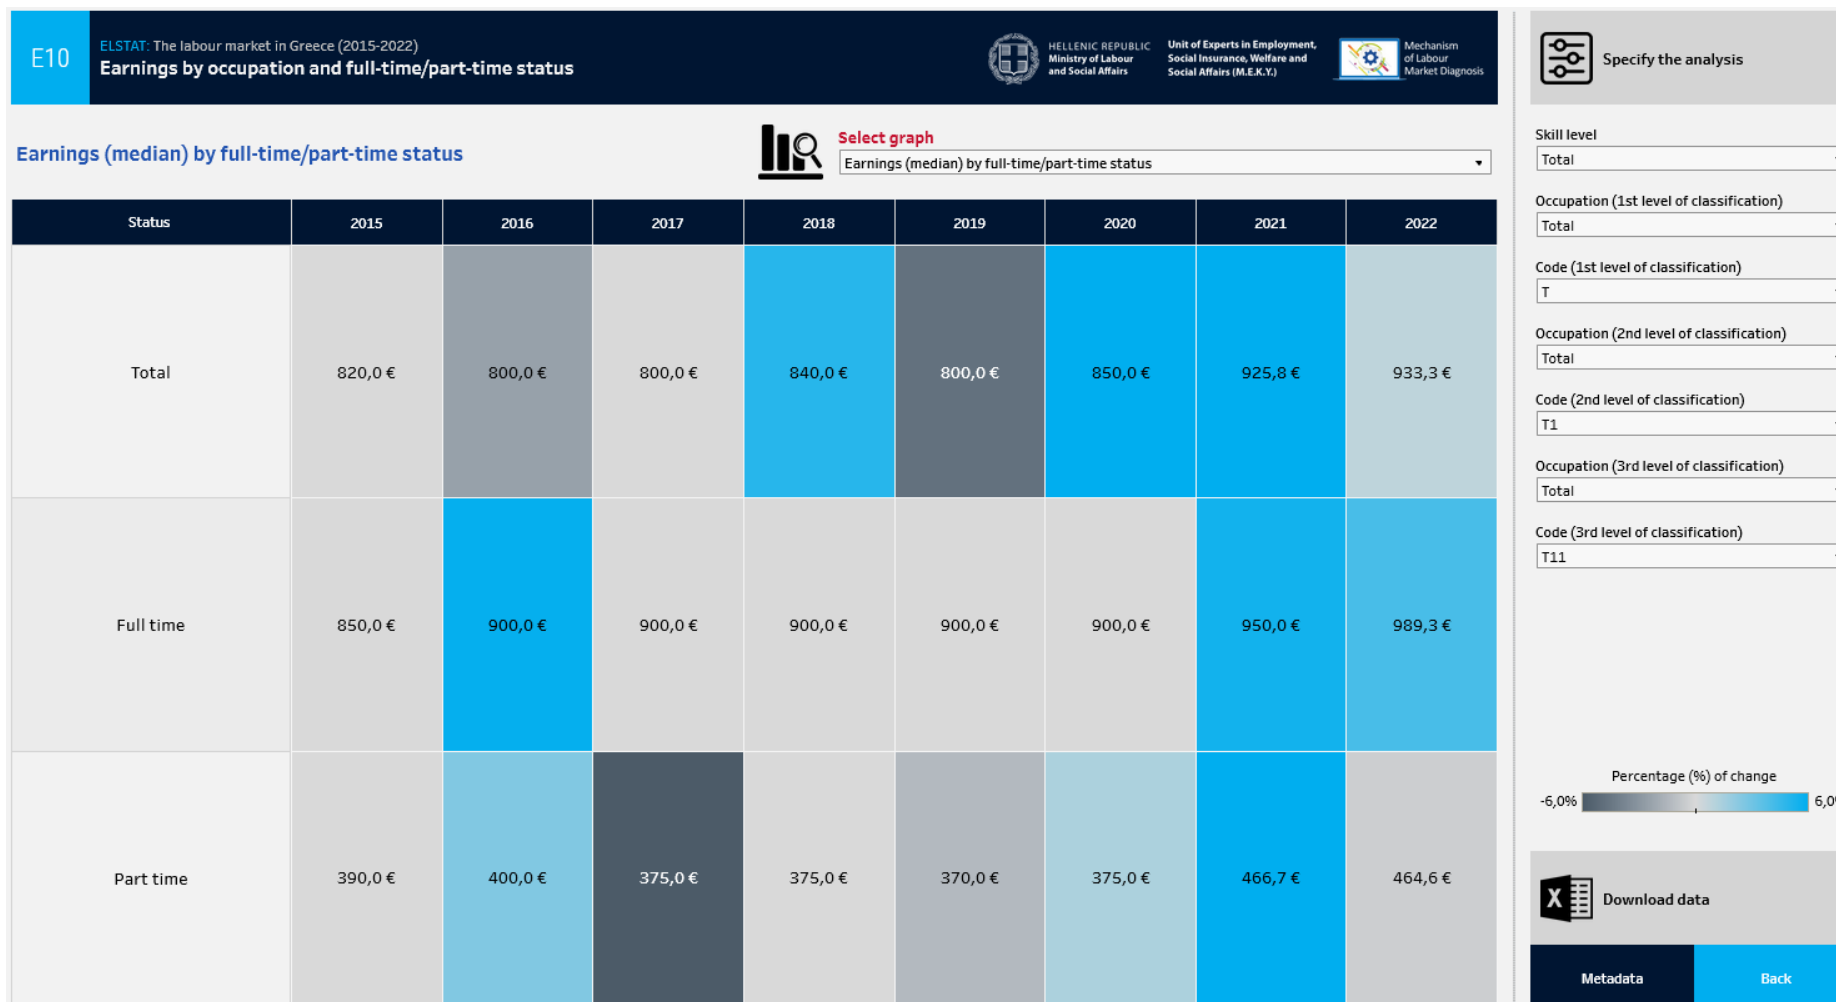 E10
ELSTAT: The labour market in Greece (2015-2022)
Earnings by occupation and full-time/part-time status
HELLENIC REPUBLIC
Ministry of Labour
and Social Affairs
Unit of Experts in Employment,
Social Insurance, Welfare and
Social Affairs (M.E.K.Y.)
Mechanism
of Labour
Market Diagnosis
Earnings (median) by full-time/part-time status
Select graph
Earnings (median) by full-time/part-time status
Status 2015 2016 2017 2018 2019 2020 2021 2022
Total 820,0 € 800,0 € 800,0 € 840,0 € 800,0 € 850,0 € 925,8 € 933,3 €
Full time 850,0 € 900,0 € 900,0 € 900,0 € 900,0 € 900,0 € 950,0 € 989,3 €
Part time 390,0 € 400,0 € 375,0 € 375,0 € 370,0 € 375,0 € 466,7 € 464,6 €
Specify the analysis
Skill level
Total
Occupation (1st level of classification)
Total
Code (1st level of classification)
T
Occupation (2nd level of classification)
Total
Code (2nd level of classification)
T1
Occupation (3rd level of classification)
Total
Code (3rd level of classification)
T11
Percentage (%) of change
-6,0% 6,0
X
Download data
Metadata Back